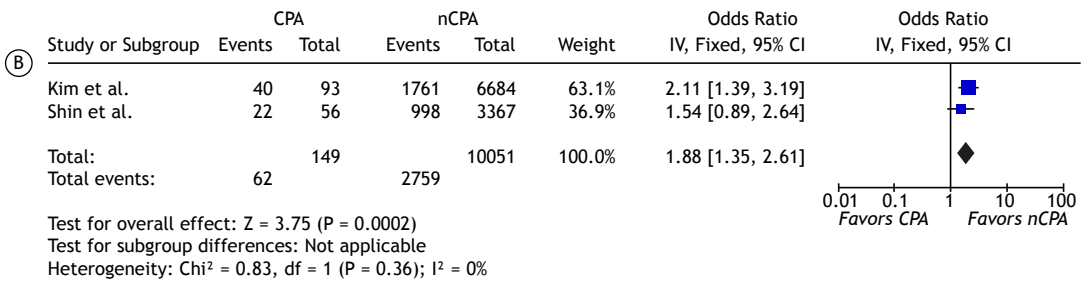 CPA nCPA Odds Ratio Odds Ratio
Study or Subgroup Events Total Events Total Weight IV, Fixed, 95% CI IV, Fixed, 95% CI
B
Kim et al. 40 93 1761 6684 63.1% 2.11 [1.39, 3.19]
Shin et al. 22 56 998 3367 36.9% 1.54 [0.89, 2.64]
Total: 149 10051 100.0% 1.88 [1.35, 2.61]
Total events: 62 2759
0.01 0.1 1 10 100
Favors CPA Favors nCPA
Test for overall effect: Z = 3.75 (P = 0.0002)
Test for subgroup differences: Not applicable
Heterogeneity: Chi² = 0.83, df = 1 (P = 0.36); I² = 0%